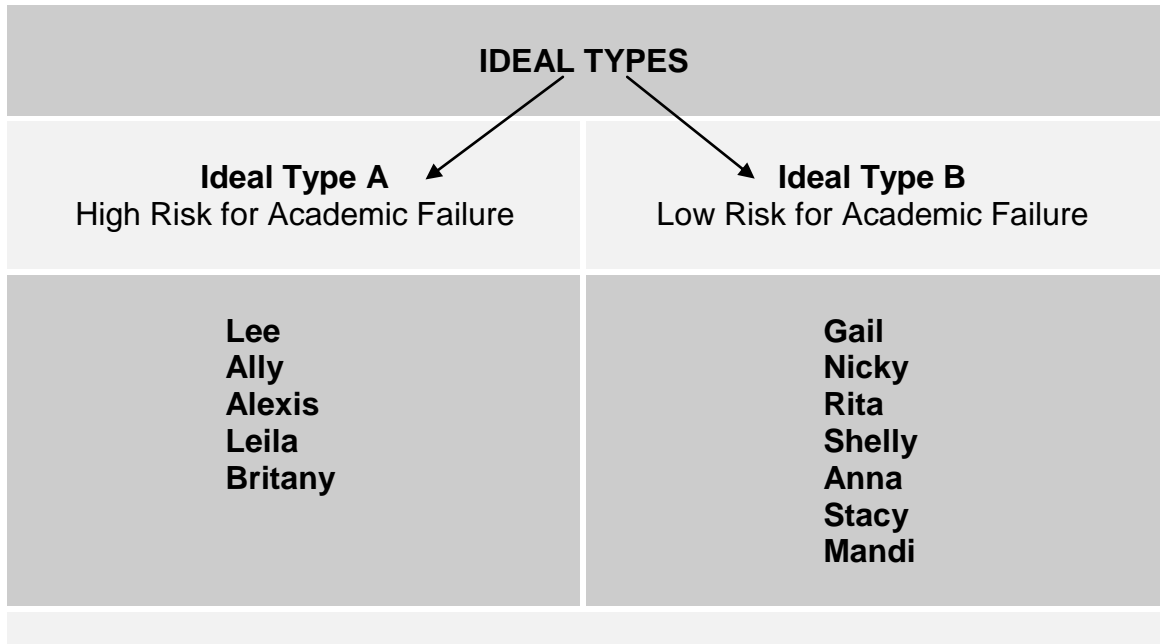 IDEAL TYPES
Ideal Type A
High Risk for Academic Failure
Ideal Type B
Low Risk for Academic Failure
Lee
Ally
Alexis
Leila
Britany
Gail
Nicky
Rita
Shelly
Anna
Stacy
Mandi